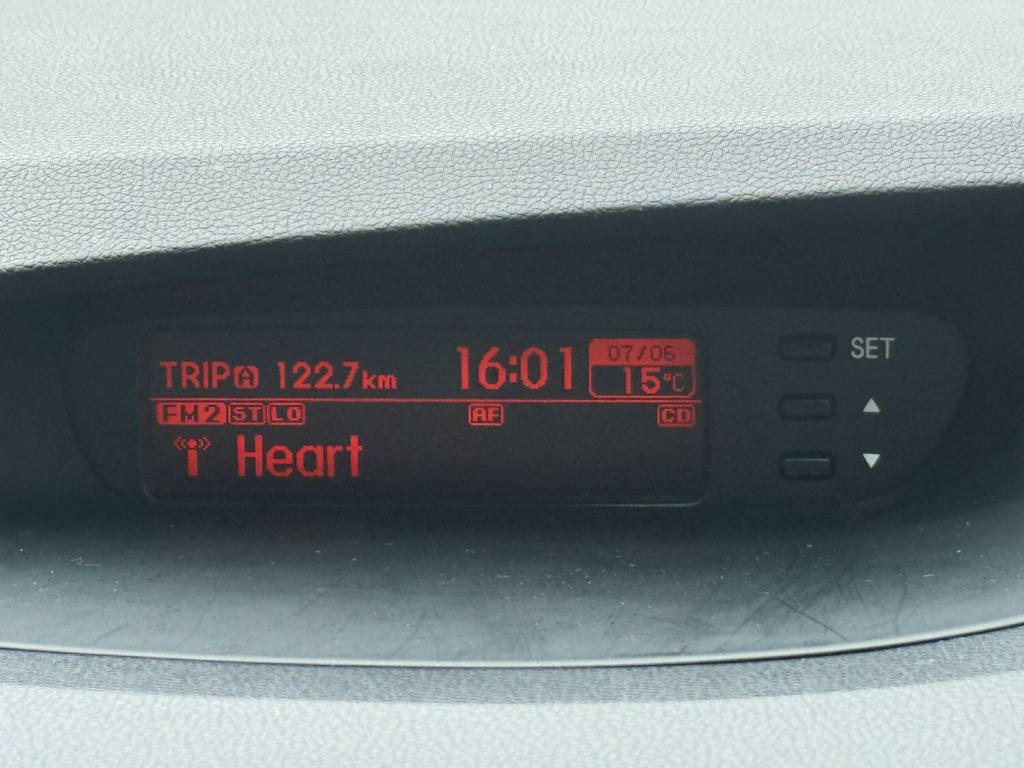 TRIP A 122.7km 16:01 07/06
15°C
FM2 ST LO AF CD
Heart
SET